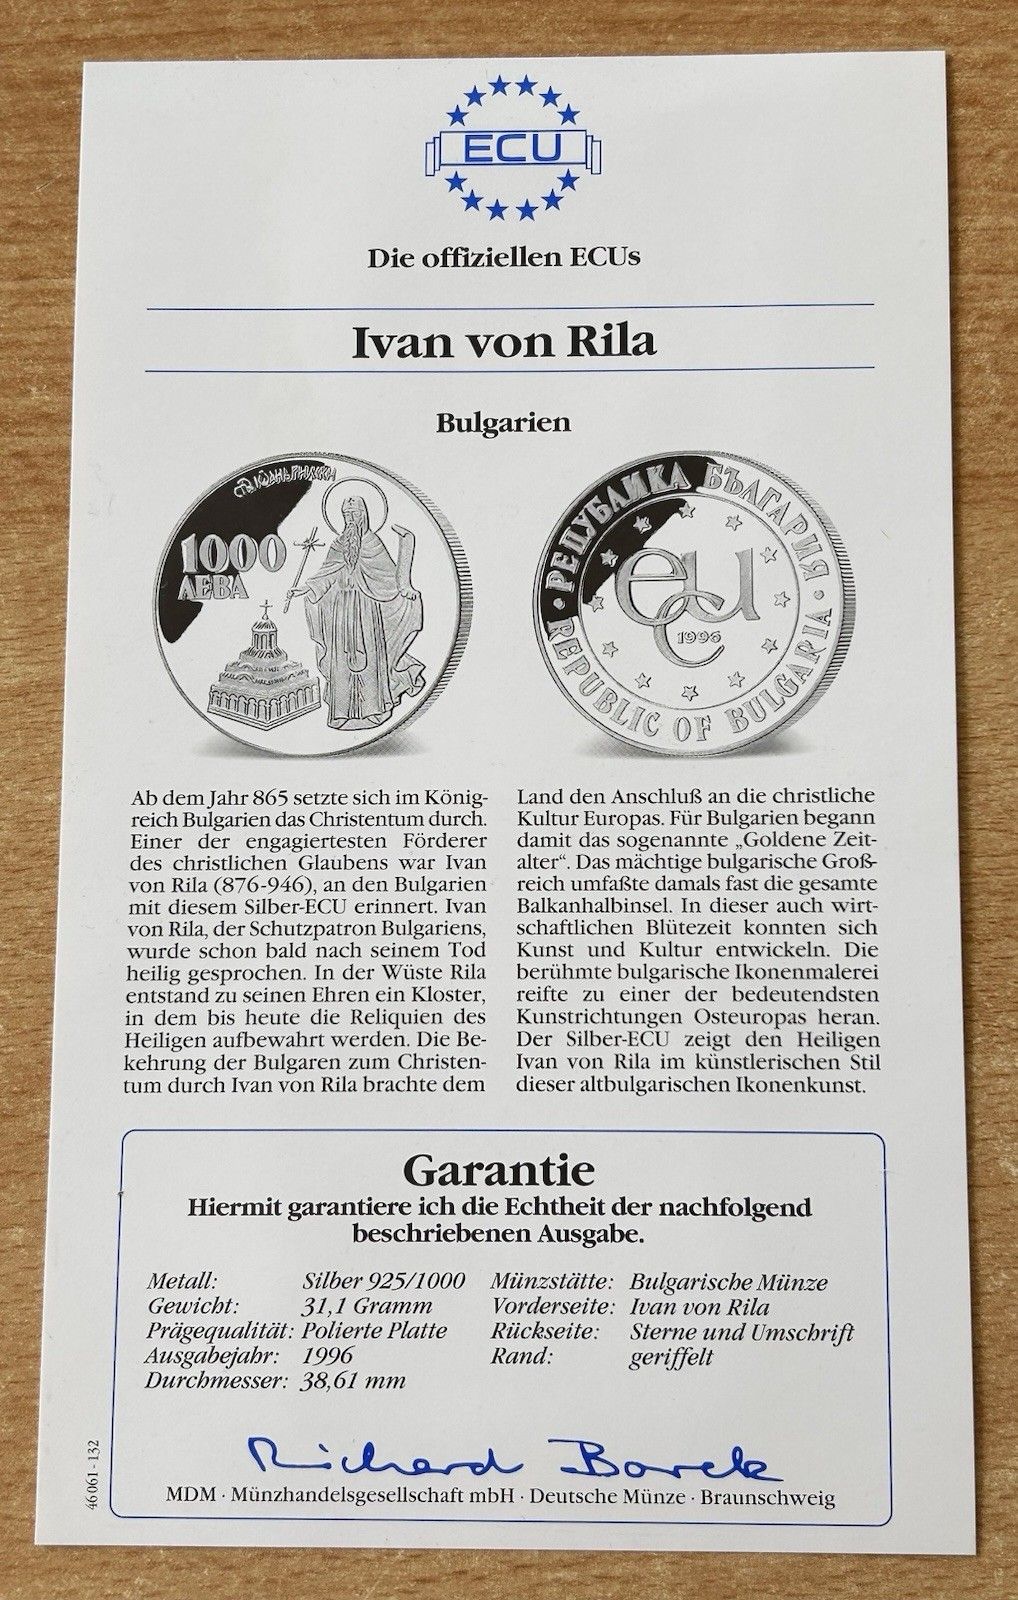 ECU
Die offiziellen ECUs
Ivan von Rila
Bulgarien
1000
ΛЕВА
РЕПУБЛИКА БЪЛГАРИЯ
ecu
1996
REPUBLIC OF BULGARIA
Ab dem Jahr 865 setzte sich im König-
reich Bulgarien das Christentum durch.
Einer der engagiertesten Förderer
des christlichen Glaubens war Ivan
von Rila (876-946), an den Bulgarien
mit diesem Silber-ECU erinnert. Ivan
von Rila, der Schutzpatron Bulgariens,
wurde schon bald nach seinem Tod
heilig gesprochen. In der Wüste Rila
entstand zu seinen Ehren ein Kloster,
in dem bis heute die Reliquien des
Heiligen aufbewahrt werden. Die Be-
kehrung der Bulgaren zum Christen-
tum durch Ivan von Rila brachte dem
Land den Anschluß an die christliche
Kultur Europas. Für Bulgarien begann
damit das sogenannte „Goldene Zeit-
alter“. Das mächtige bulgarische Groß-
reich umfaßte damals fast die gesamte
Balkanhalbinsel. In dieser auch wirt-
schaftlichen Blütezeit konnten sich
Kunst und Kultur entwickeln. Die
berühmte bulgarische Ikonenmalerei
reifte zu einer der bedeutendsten
Kunstrichtungen Osteuropas heran.
Der Silber-ECU zeigt den Heiligen
Ivan von Rila im künstlerischen Stil
dieser altbulgarischen Ikonenkunst.
Garantie
Hiermit garantiere ich die Echtheit der nachfolgend
beschriebenen Ausgabe.
Metall: Silber 925/1000
Gewicht: 31,1 Gramm
Prägequalität: Polierte Platte
Ausgabejahr: 1996
Durchmesser: 38,61 mm
Münzstätte: Bulgarische Münze
Vorderseite: Ivan von Rila
Rückseite: Sterne und Umschrift
Rand: geriffelt
Richard Borek
MDM · Münzhandelsgesellschaft mbH · Deutsche Münze · Braunschweig
46 061 - 132